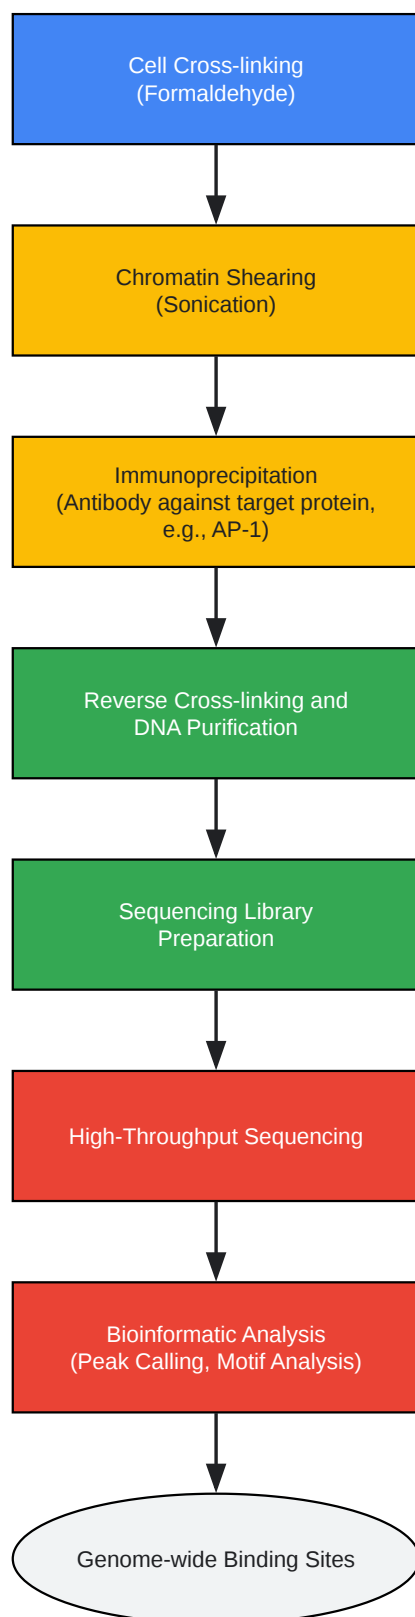 Cell Cross-linking
(Formaldehyde)
Chromatin Shearing
(Sonication)
Immunoprecipitation
(Antibody against target protein,
e.g., AP-1)
Reverse Cross-linking and
DNA Purification
Sequencing Library
Preparation
High-Throughput Sequencing
Bioinformatic Analysis
(Peak Calling, Motif Analysis)
Genome-wide Binding Sites